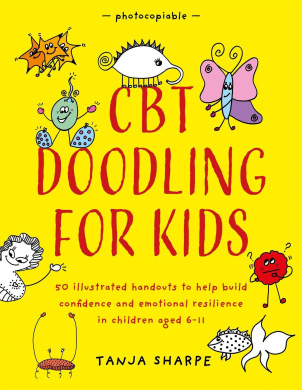 — photocopiable —
CBT
DOODLING
FOR KIDS
50 illustrated handouts to help build
confidence and emotional resilience
in children aged 6-11
TANJA SHARPE